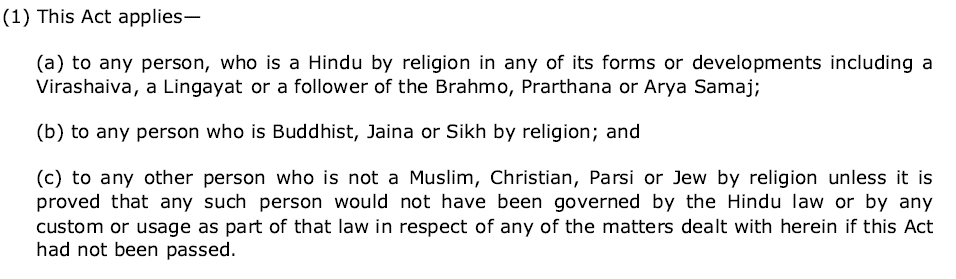 (1) This Act applies—
(a) to any person, who is a Hindu by religion in any of its forms or developments including a
Virashaiva, a Lingayat or a follower of the Brahmo, Prarthana or Arya Samaj;
(b) to any person who is Buddhist, Jaina or Sikh by religion; and
(c) to any other person who is not a Muslim, Christian, Parsi or Jew by religion unless it is
proved that any such person would not have been governed by the Hindu law or by any
custom or usage as part of that law in respect of any of the matters dealt with herein if this Act
had not been passed.